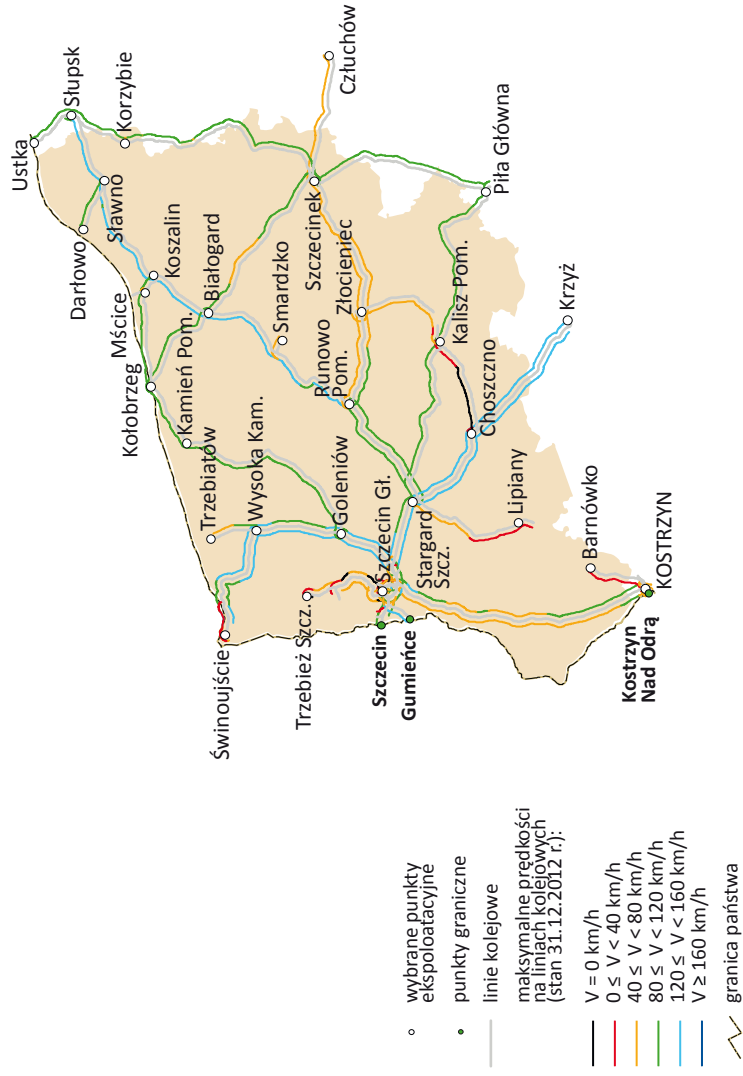 Ustka
Słupsk
Korzybie
Darłowo
Sławno
Człuchów
Mścice
Koszalin
Kołobrzeg
Białogard
Kamień Pom.
Smardzko
Szczecinek
Złocieniec
Piła Główna
Trzebiatów
Wysoka Kam.
Runowo
Pom.
Kalisz Pom.
Goleniów
Choszczno
Krzyż
Świnoujście
Trzebież Szcz.
Szczecin Gł.
Stargard
Szcz.
Lipiany
Barnówko
Szczecin
Gumieńce
KOSTRZYN
Kostrzyn
Nad Odrą
wybrane punkty
ekspoloatacyjne
punkty graniczne
linie kolejowe
maksymalne prędkości
na liniach kolejowych
(stan 31.12.2012 r.):
V = 0 km/h
0 ≤ V < 40 km/h
40 ≤ V < 80 km/h
80 ≤ V < 120 km/h
120 ≤ V < 160 km/h
V ≥ 160 km/h
granica państwa